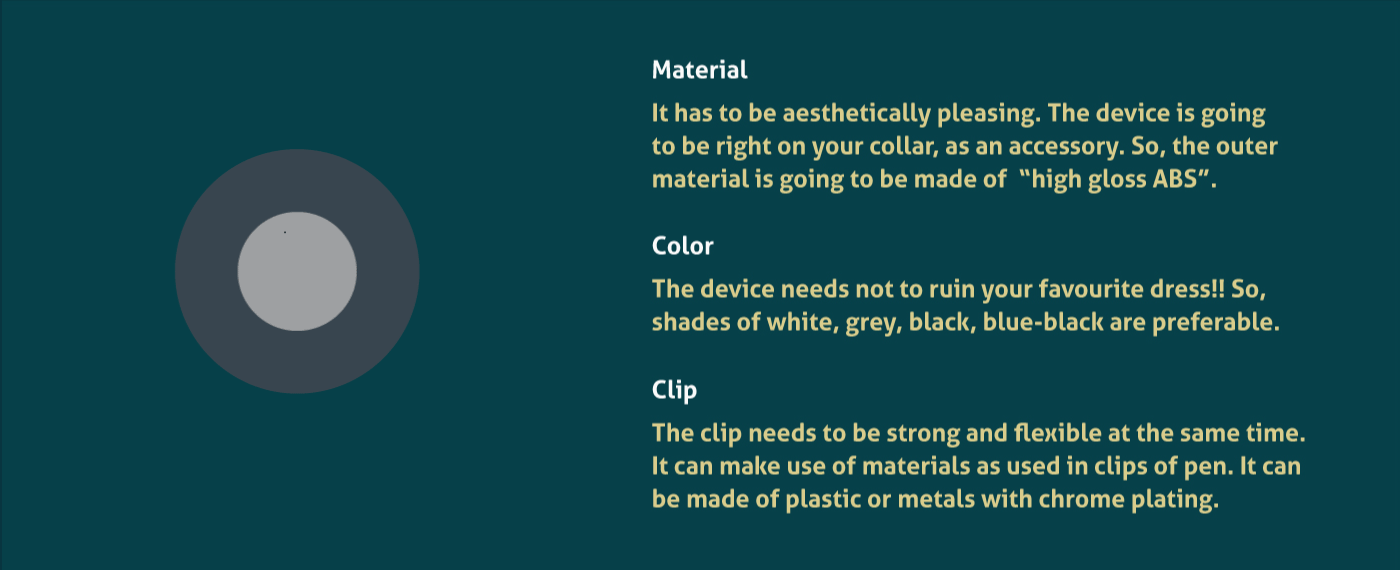 Material
It has to be aesthetically pleasing. The device is going
to be right on your collar, as an accessory. So, the outer
material is going to be made of  “high gloss ABS”.
Color
The device needs not to ruin your favourite dress!! So,
shades of white, grey, black, blue-black are preferable.
Clip
The clip needs to be strong and flexible at the same time.
It can make use of materials as used in clips of pen. It can
be made of plastic or metals with chrome plating.